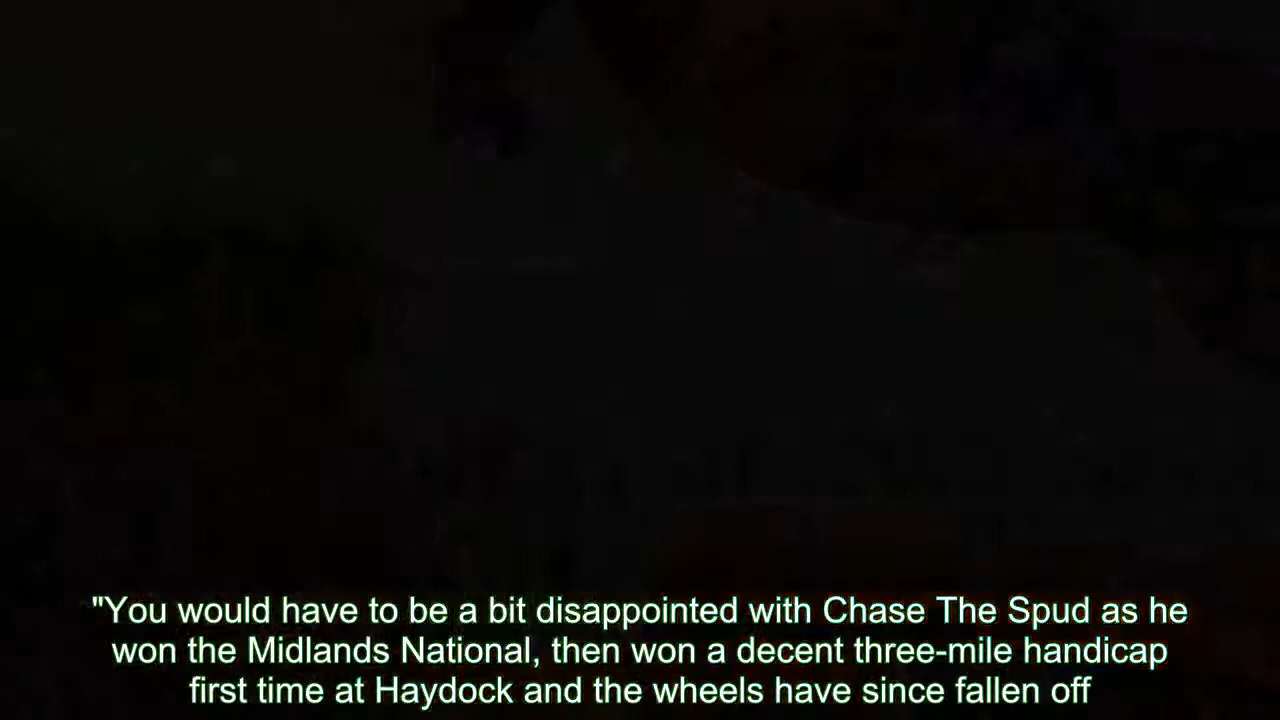 "You would have to be a bit disappointed with Chase The Spud as he
won the Midlands National, then won a decent three-mile handicap
first time at Haydock and the wheels have since fallen off